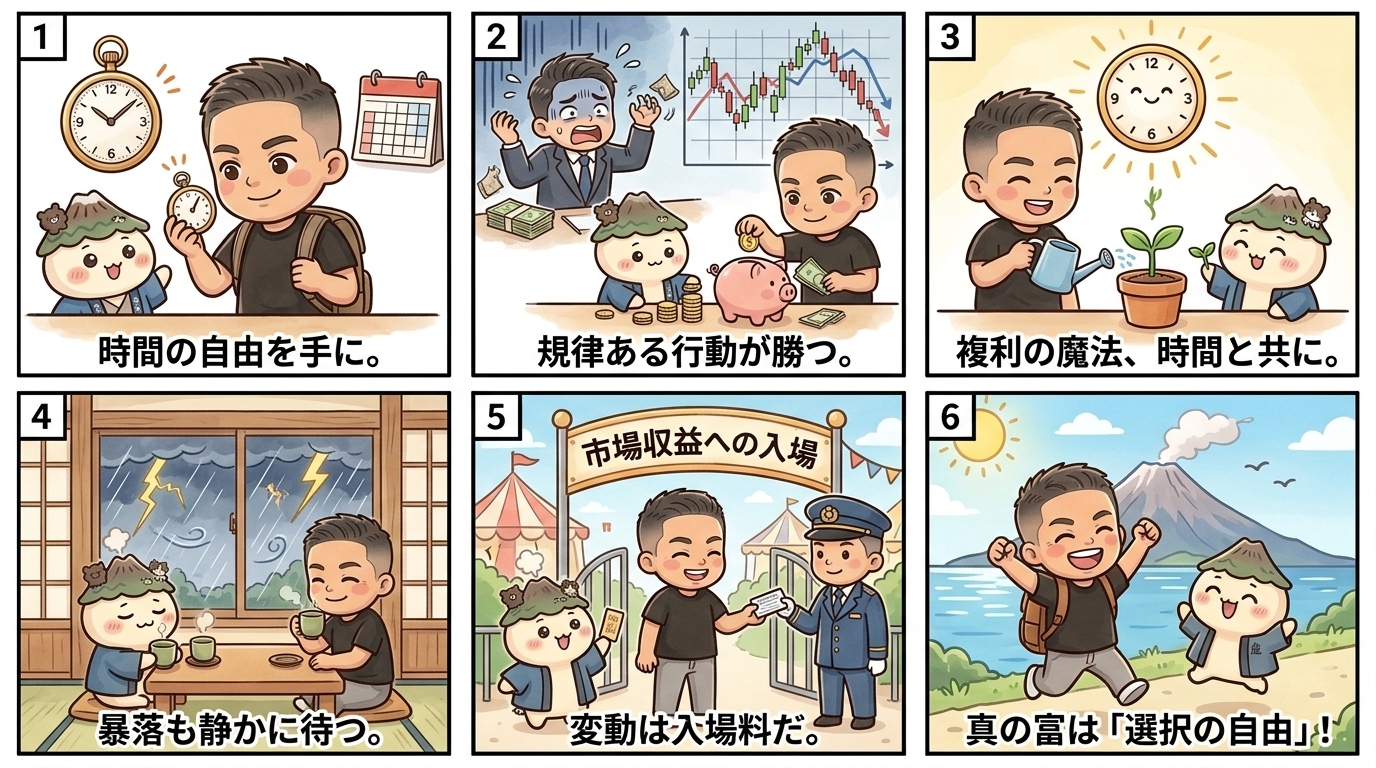 1
時間の自由を手に。
2
規律ある行動が勝つ。
3
複利の魔法、時間と共に。
4
暴落も静かに待つ。
5
市場収益への入場
変動は入場料だ。
6
真の富は「選択の自由」!